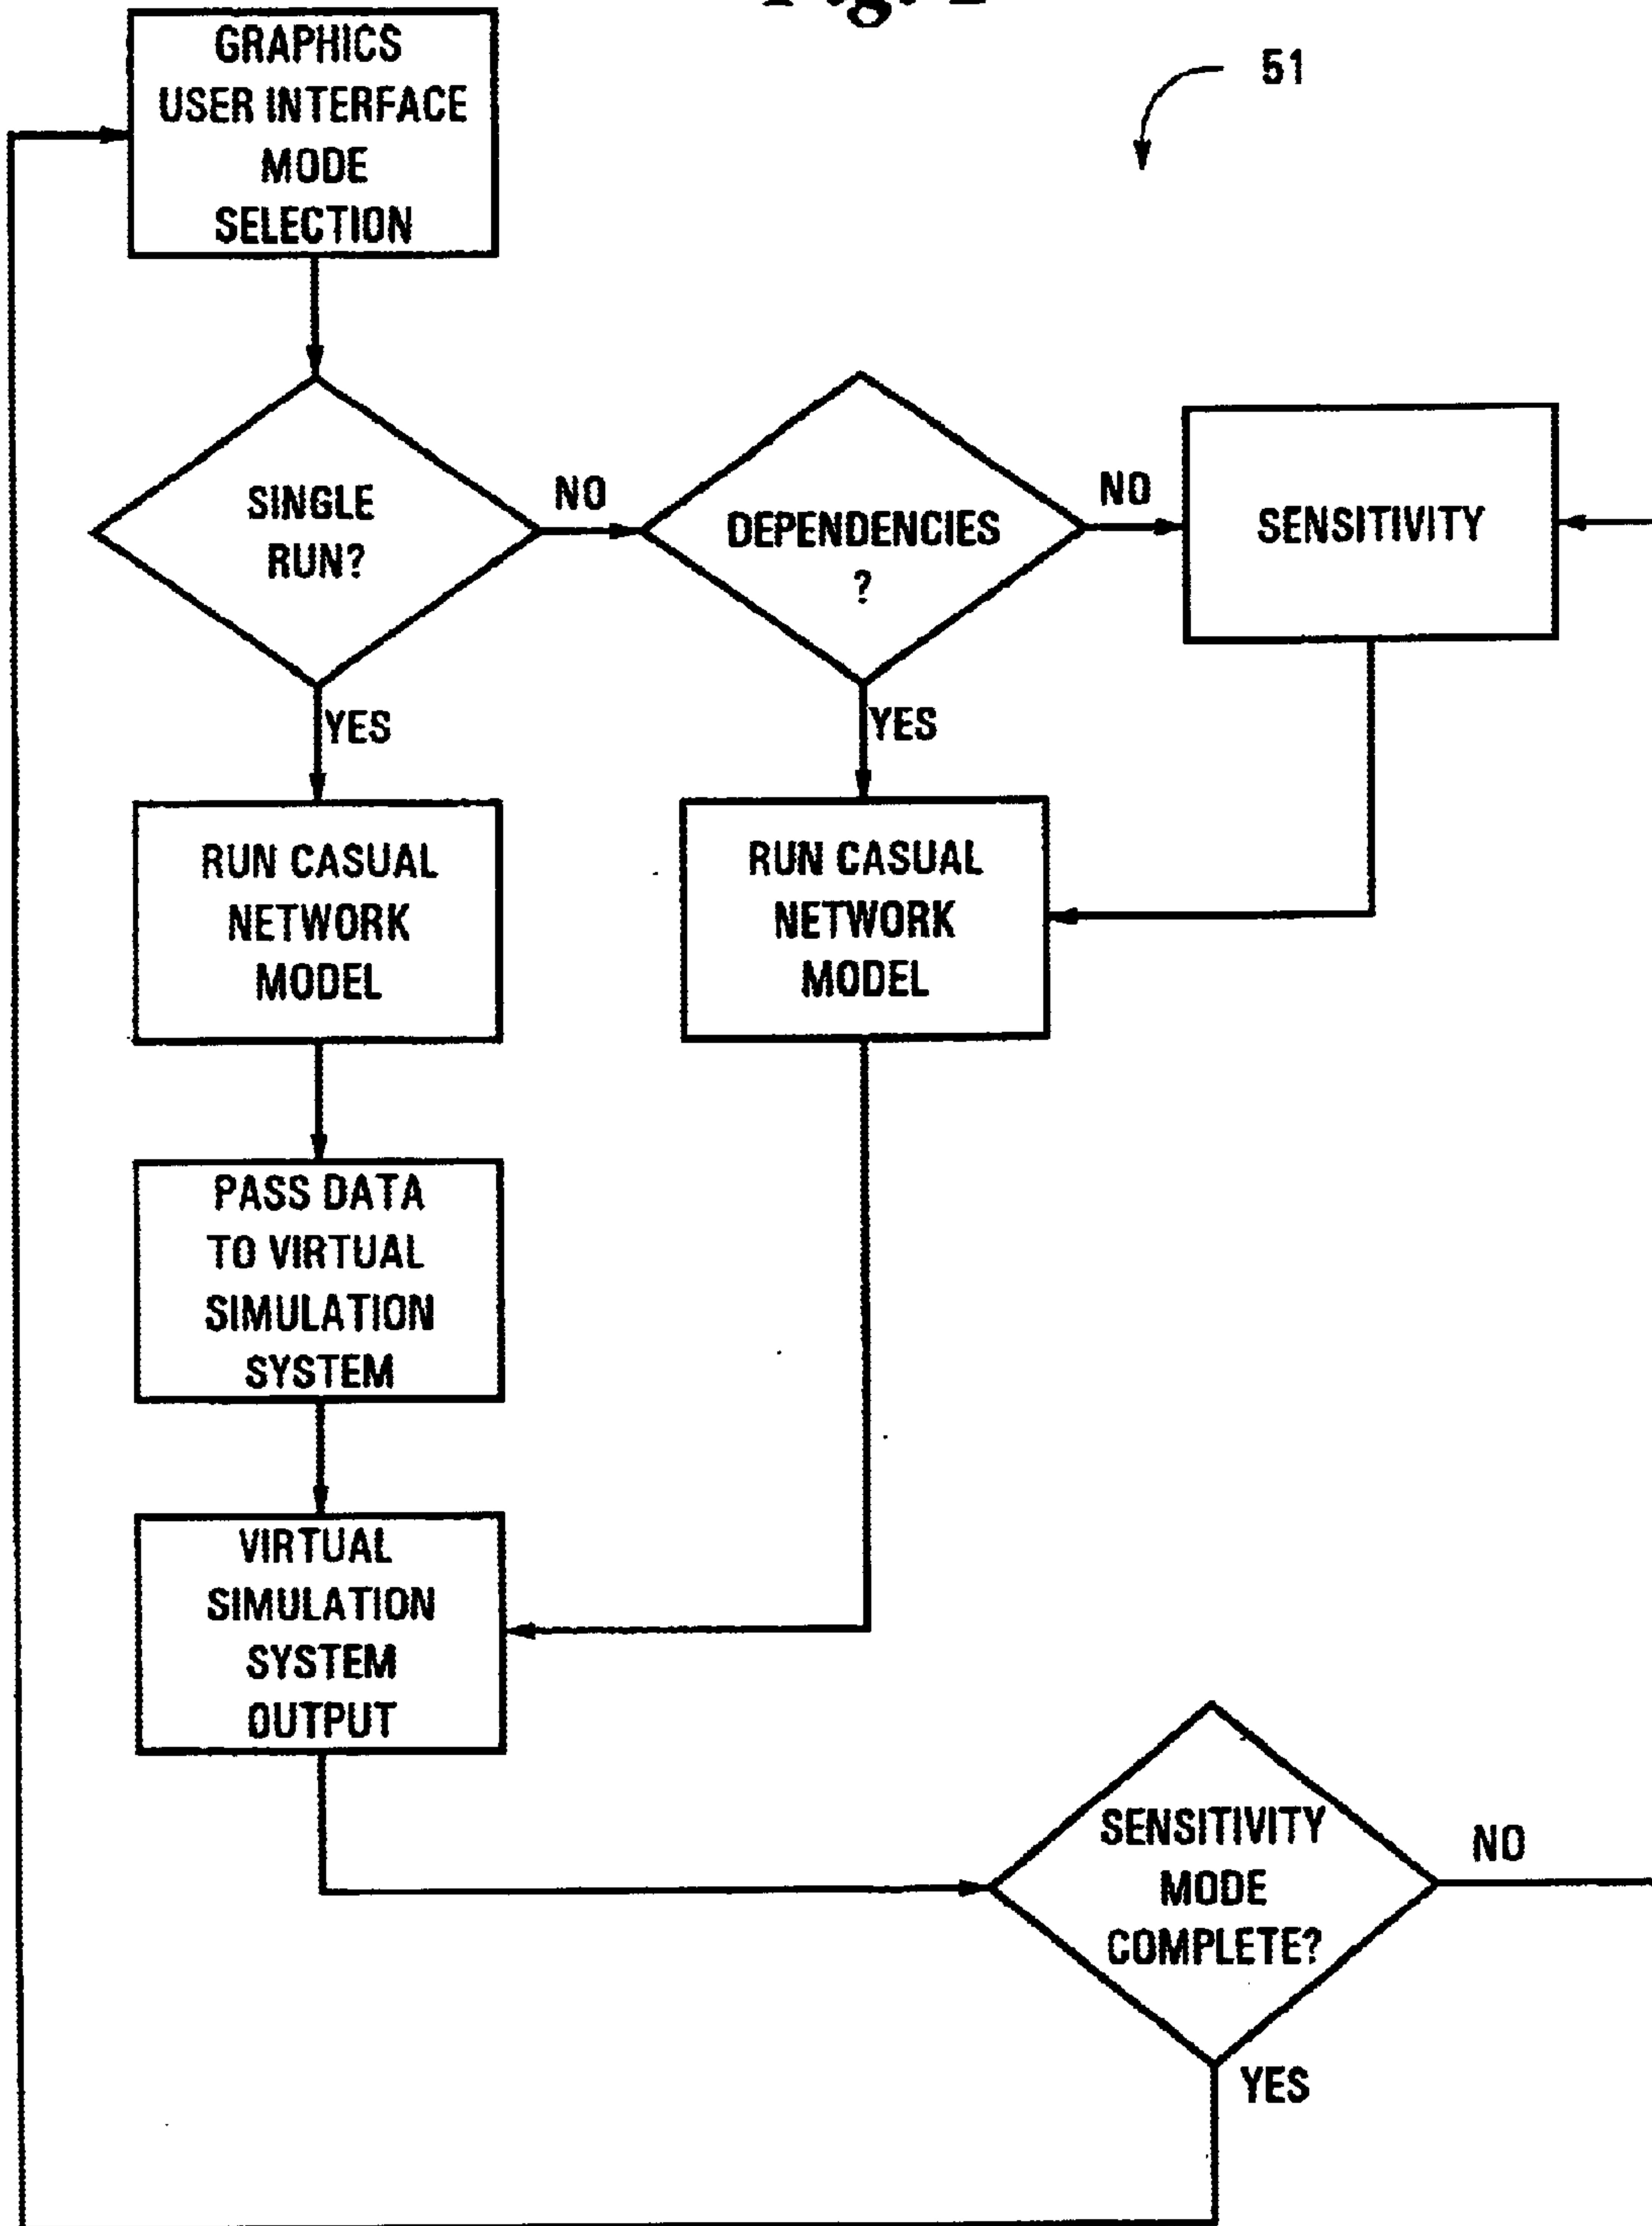 51
GRAPHICS
USER INTERFACE
MODE
SELECTION
SINGLE
RUN?
NO
DEPENDENCIES
?
NO
SENSITIVITY
YES
YES
RUN CASUAL
NETWORK
MODEL
RUN CASUAL
NETWORK
MODEL
PASS DATA
TO VIRTUAL
SIMULATION
SYSTEM
VIRTUAL
SIMULATION
SYSTEM
OUTPUT
SENSITIVITY
MODE
COMPLETE?
NO
YES